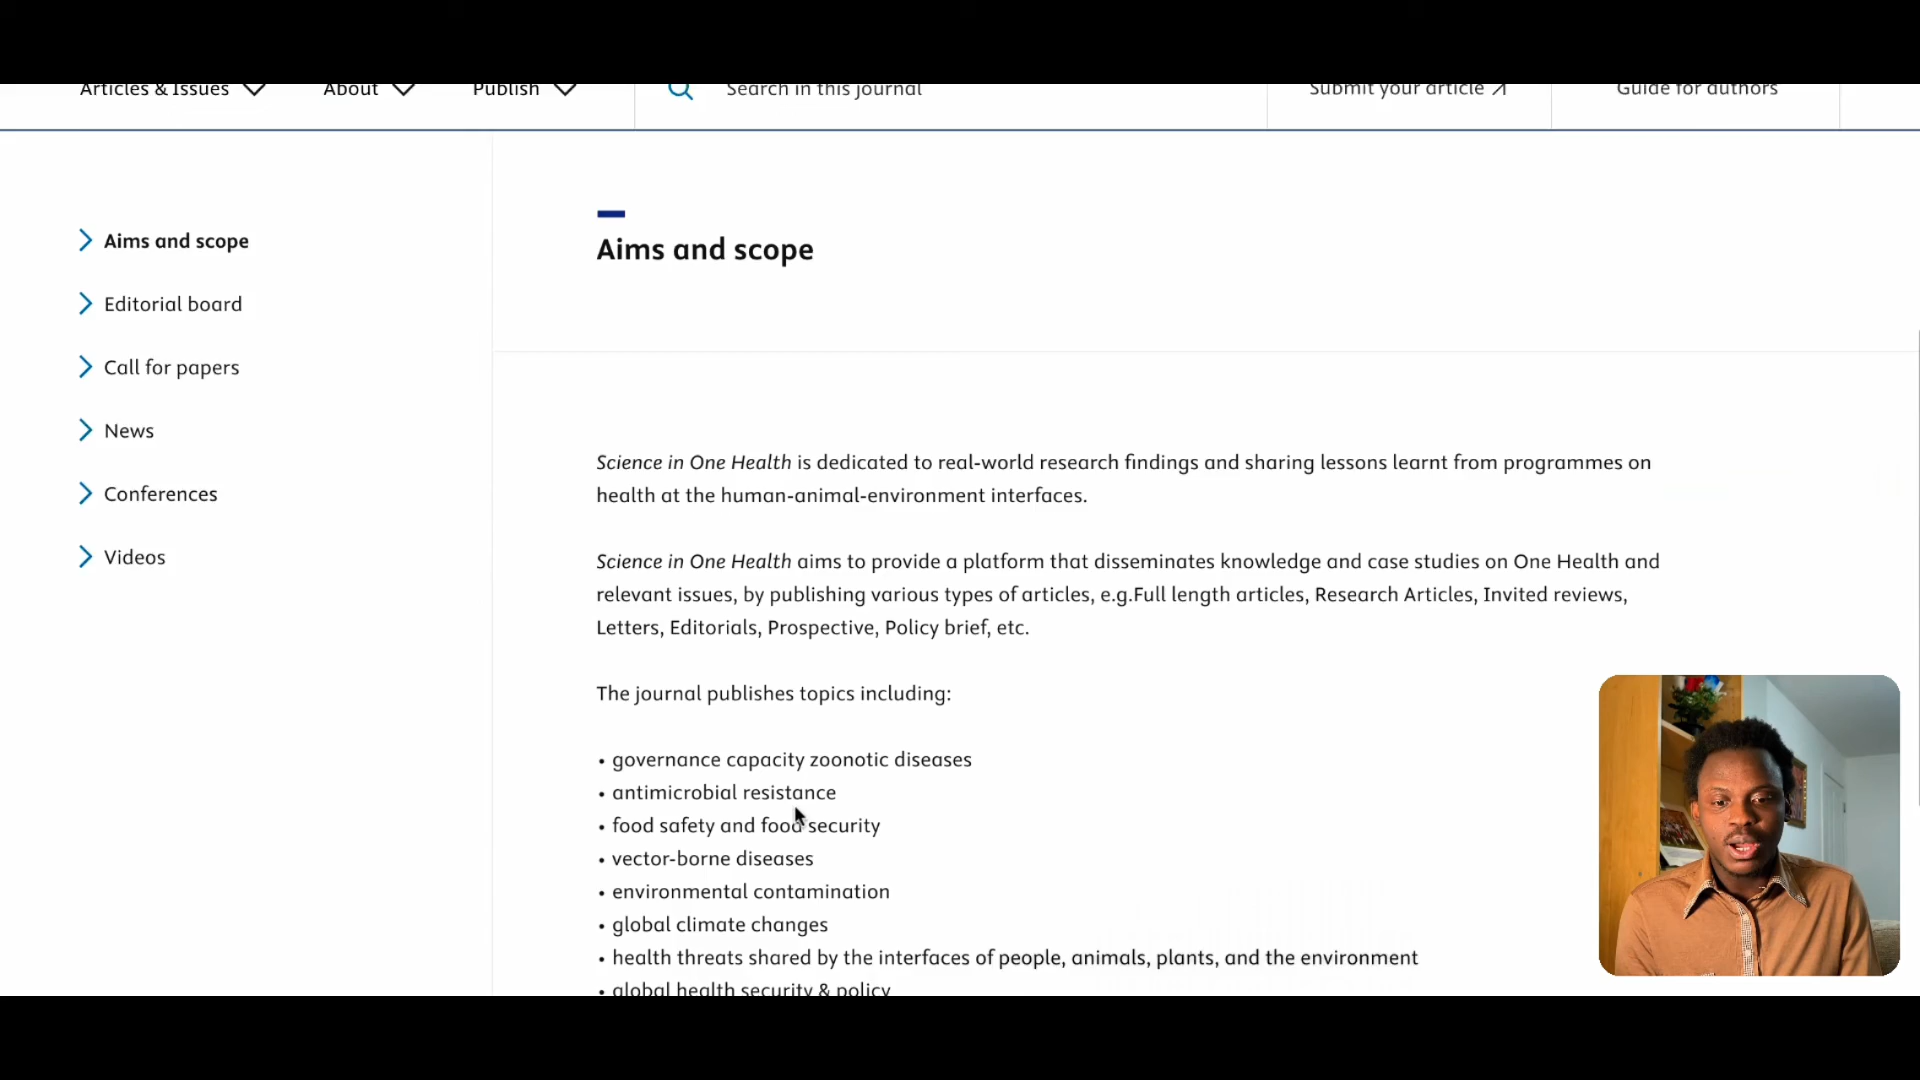 Articles & Issues
About
Publish
Search in this journal
Submit your article
Guide for authors
Aims and scope
Editorial board
Call for papers
News
Conferences
Videos
Aims and scope
Science in One Health is dedicated to real-world research findings and sharing lessons learnt from programmes on
health at the human-animal-environment interfaces.
Science in One Health aims to provide a platform that disseminates knowledge and case studies on One Health and
relevant issues, by publishing various types of articles, e.g.Full length articles, Research Articles, Invited reviews,
Letters, Editorials, Prospective, Policy brief, etc.
The journal publishes topics including:
• governance capacity zoonotic diseases
• antimicrobial resistance
• food safety and food security
• vector-borne diseases
• environmental contamination
• global climate changes
• health threats shared by the interfaces of people, animals, plants, and the environment
• global health security & policy